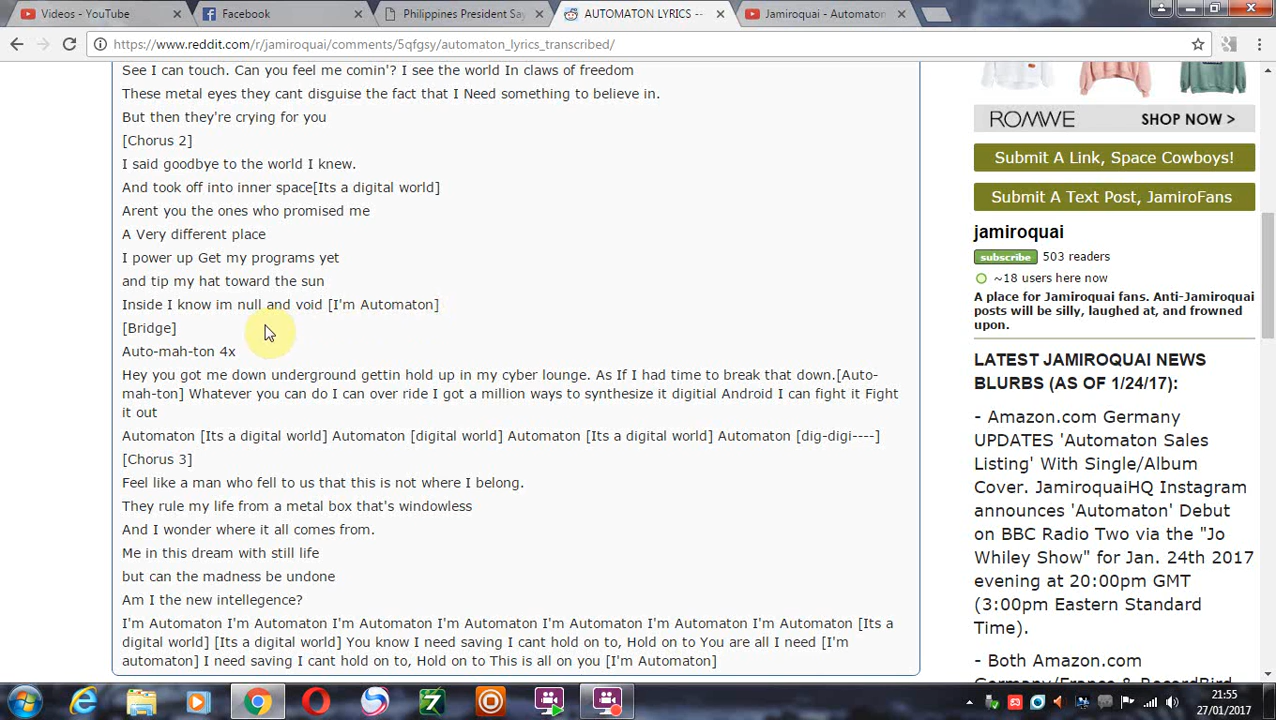 Videos - YouTube
Facebook
Philippines President Say
AUTOMATON LYRICS --
Jamiroquai - Automaton
https://www.reddit.com/r/jamiroquai/comments/5qfgsy/automaton_lyrics_transcribed/
See I can touch. Can you feel me comin'? I see the world In claws of freedom
These metal eyes they cant disguise the fact that I Need something to believe in.
But then they're crying for you
[Chorus 2]
I said goodbye to the world I knew.
And took off into inner space[Its a digital world]
Arent you the ones who promised me
A Very different place
I power up Get my programs yet
and tip my hat toward the sun
Inside I know im null and void [I'm Automaton]
[Bridge]
Auto-mah-ton 4x
Hey you got me down underground gettin hold up in my cyber lounge. As If I had time to break that down.[Auto-
mah-ton] Whatever you can do I can over ride I got a million ways to synthesize it digitial Android I can fight it Fight
it out
Automaton [Its a digital world] Automaton [digital world] Automaton [Its a digital world] Automaton [dig-digi----]
[Chorus 3]
Feel like a man who fell to us that this is not where I belong.
They rule my life from a metal box that's windowless
And I wonder where it all comes from.
Me in this dream with still life
but can the madness be undone
Am I the new intellegence?
I'm Automaton I'm Automaton I'm Automaton I'm Automaton I'm Automaton I'm Automaton I'm Automaton [Its a
digital world] [Its a digital world] You know I need saving I cant hold on to, Hold on to You are all I need [I'm
automaton] I need saving I cant hold on to, Hold on to This is all on you [I'm Automaton]
ROMWE SHOP NOW >
Submit A Link, Space Cowboys!
Submit A Text Post, JamiroFans
jamiroquai
subscribe 503 readers
~18 users here now
A place for Jamiroquai fans. Anti-Jamiroquai
posts will be silly, laughed at, and frowned
upon.
LATEST JAMIROQUAI NEWS
BLURBS (AS OF 1/24/17):
- Amazon.com Germany
UPDATES 'Automaton Sales
Listing' With Single/Album
Cover. JamiroquaiHQ Instagram
announces 'Automaton' Debut
on BBC Radio Two via the "Jo
Whiley Show" for Jan. 24th 2017
evening at 20:00pm GMT
(3:00pm Eastern Standard
Time).
- Both Amazon.com
Germany/France & RecordBird
21:55
27/01/2017